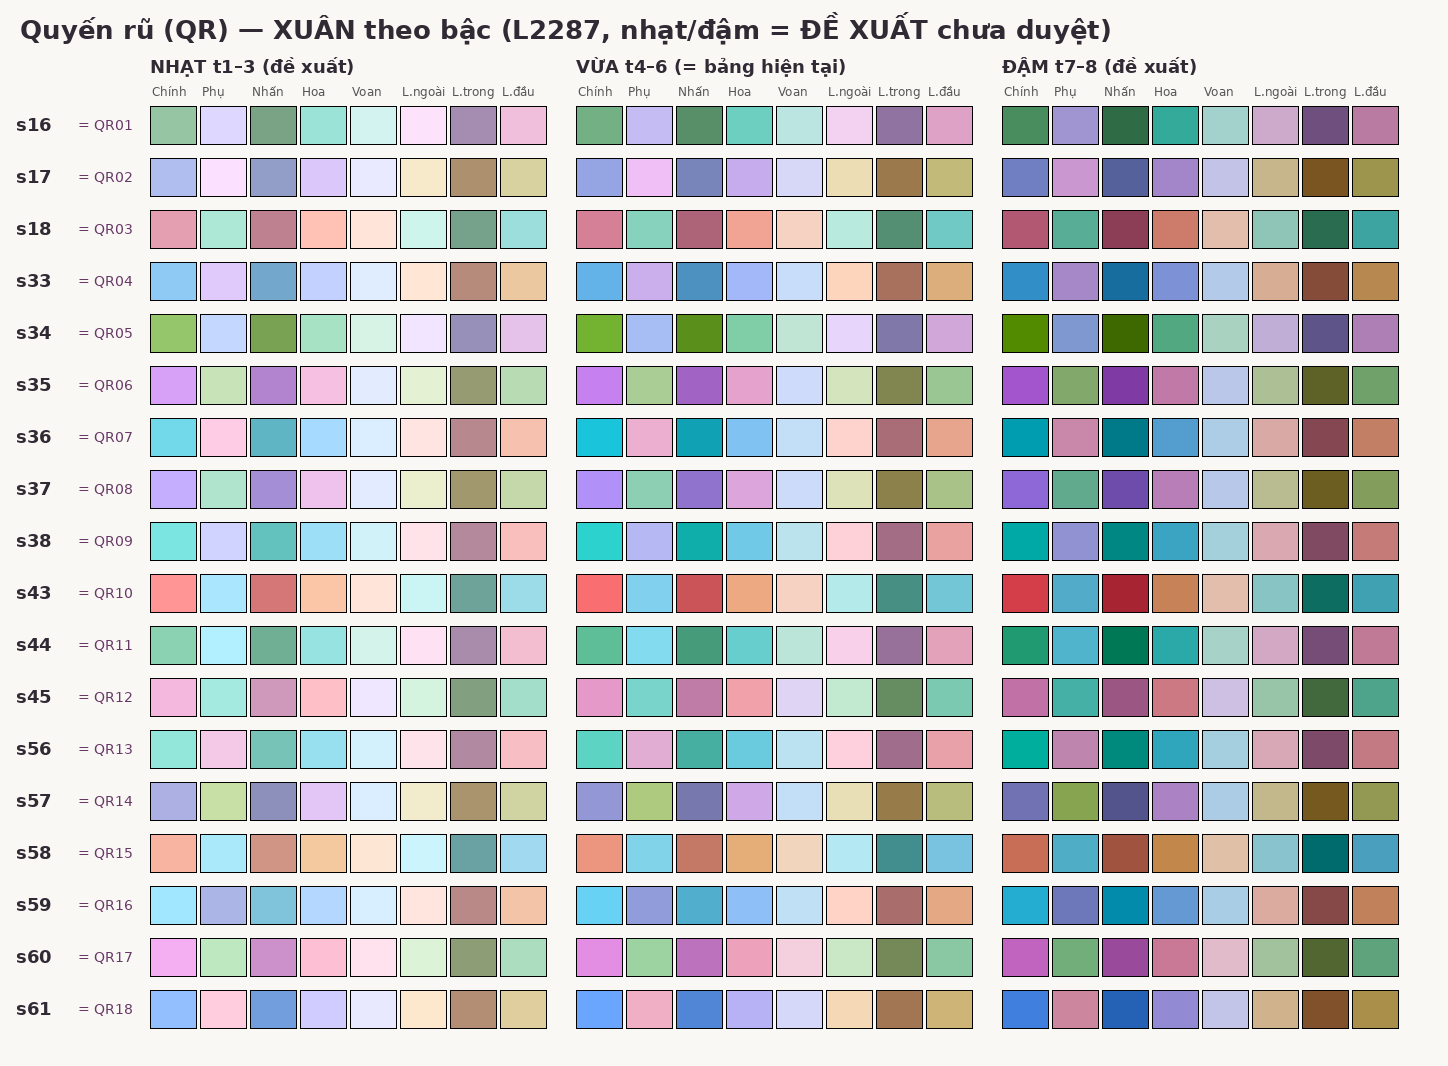 Quyến rũ (QR) — XUÂN theo bậc (L2287, nhạt/đậm = ĐỀ XUẤT chưa duyệt)
NHẠT t1–3 (đề xuất) VỪA t4–6 (= bảng hiện tại) ĐẬM t7–8 (đề xuất)
Chính Phụ Nhấn Hoa Voan L.ngoài L.trong L.đầu Chính Phụ Nhấn Hoa Voan L.ngoài L.trong L.đầu Chính Phụ Nhấn Hoa Voan L.ngoài L.trong L.đầu
s16 = QR01
s17 = QR02
s18 = QR03
s33 = QR04
s34 = QR05
s35 = QR06
s36 = QR07
s37 = QR08
s38 = QR09
s43 = QR10
s44 = QR11
s45 = QR12
s56 = QR13
s57 = QR14
s58 = QR15
s59 = QR16
s60 = QR17
s61 = QR18